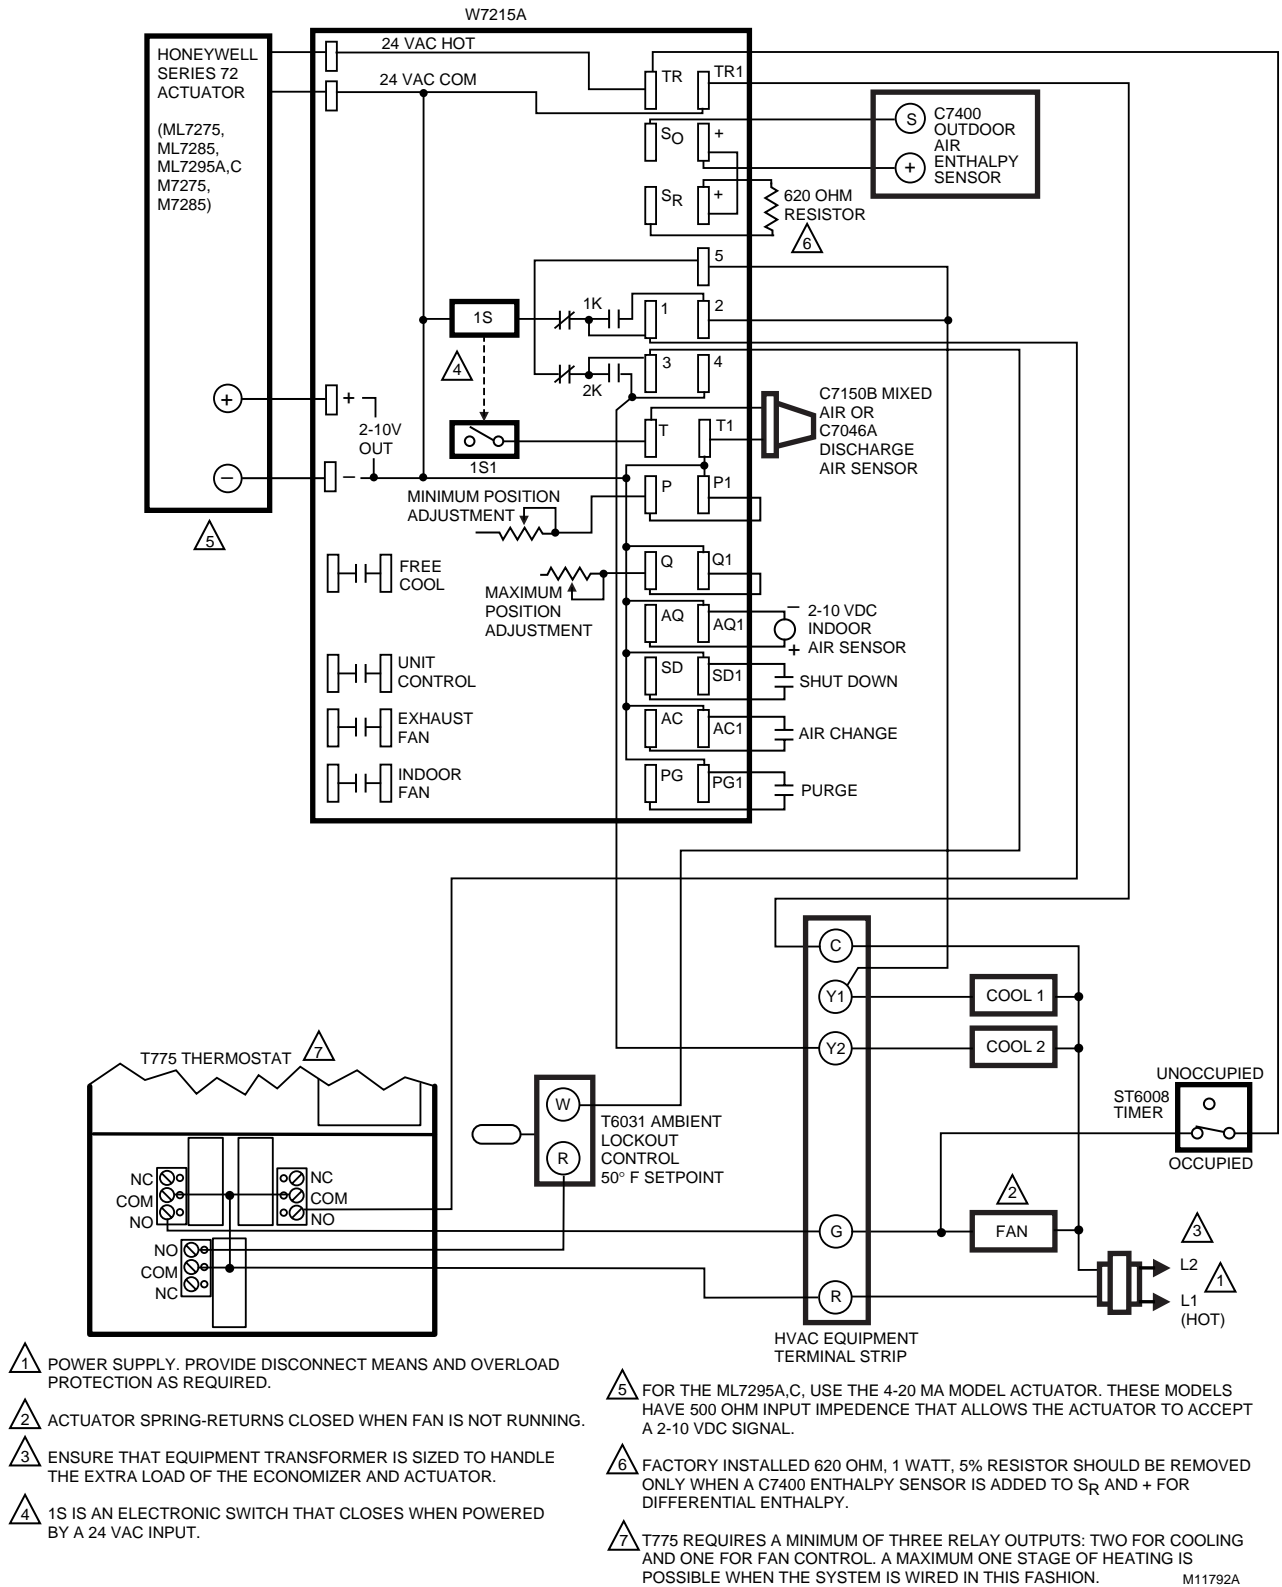 W7215A
HONEYWELL
SERIES 72
ACTUATOR
(ML7275,
ML7285,
ML7295A,C
M7275,
M7285)
24 VAC HOT
24 VAC COM
TR
TR1
SO
+
SR
+
C7400
OUTDOOR
AIR
ENTHALPY
SENSOR
S
+
620 OHM
RESISTOR
6
5
1S
1K
1
2
4
2K
3
4
C7150B MIXED
AIR OR
C7046A
DISCHARGE
AIR SENSOR
+
+
2-10V
OUT
1S1
T
T1
−
−
5
MINIMUM POSITION
ADJUSTMENT
P
P1
FREE
COOL
MAXIMUM
POSITION
ADJUSTMENT
Q
Q1
AQ
AQ1
−
2-10 VDC
INDOOR
+ AIR SENSOR
UNIT
CONTROL
SD
SD1
SHUT DOWN
EXHAUST
FAN
AC
AC1
AIR CHANGE
INDOOR
FAN
PG
PG1
PURGE
C
Y1
COOL 1
Y2
COOL 2
T775 THERMOSTAT
7
UNOCCUPIED
ST6008
TIMER
OCCUPIED
W
R
T6031 AMBIENT
LOCKOUT
CONTROL
50° F SETPOINT
NC
COM
NO
NC
COM
NO
NO
COM
NC
2
G
FAN
3
L2
1
R
L1
(HOT)
HVAC EQUIPMENT
TERMINAL STRIP
1 POWER SUPPLY. PROVIDE DISCONNECT MEANS AND OVERLOAD
PROTECTION AS REQUIRED.
2 ACTUATOR SPRING-RETURNS CLOSED WHEN FAN IS NOT RUNNING.
3 ENSURE THAT EQUIPMENT TRANSFORMER IS SIZED TO HANDLE
THE EXTRA LOAD OF THE ECONOMIZER AND ACTUATOR.
4 1S IS AN ELECTRONIC SWITCH THAT CLOSES WHEN POWERED
BY A 24 VAC INPUT.
5 FOR THE ML7295A,C, USE THE 4-20 MA MODEL ACTUATOR. THESE MODELS
HAVE 500 OHM INPUT IMPEDENCE THAT ALLOWS THE ACTUATOR TO ACCEPT
A 2-10 VDC SIGNAL.
6 FACTORY INSTALLED 620 OHM, 1 WATT, 5% RESISTOR SHOULD BE REMOVED
ONLY WHEN A C7400 ENTHALPY SENSOR IS ADDED TO SR AND + FOR
DIFFERENTIAL ENTHALPY.
7 T775 REQUIRES A MINIMUM OF THREE RELAY OUTPUTS: TWO FOR COOLING
AND ONE FOR FAN CONTROL. A MAXIMUM ONE STAGE OF HEATING IS
POSSIBLE WHEN THE SYSTEM IS WIRED IN THIS FASHION.
M11792A